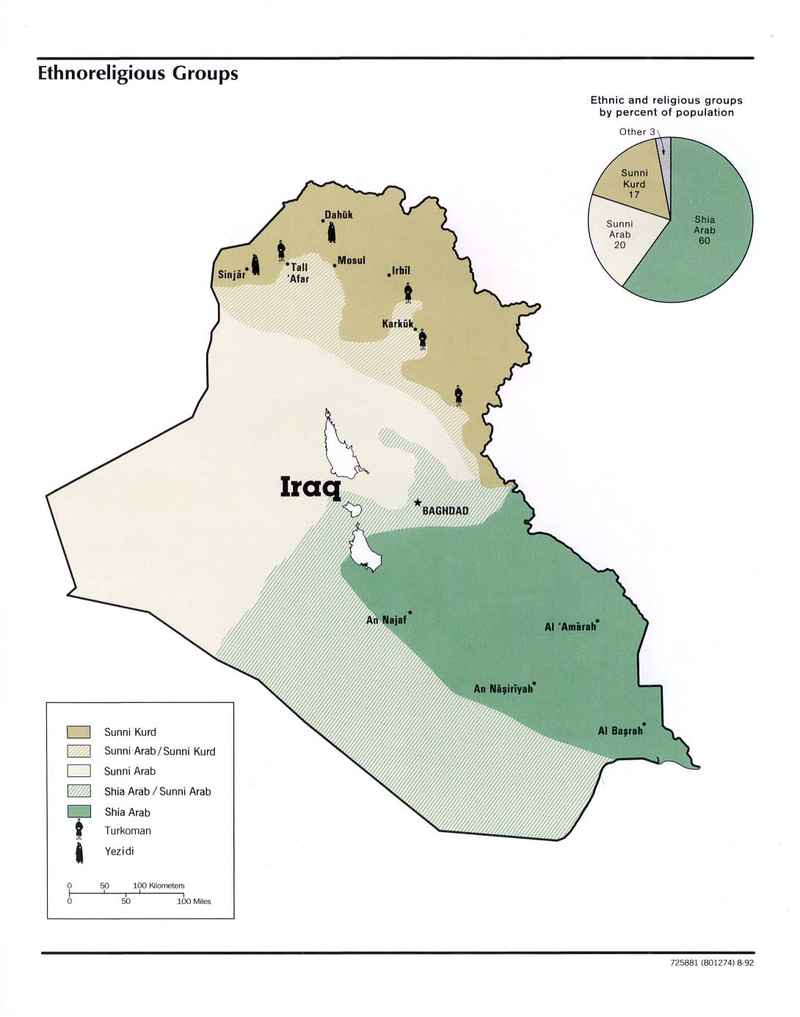 Ethnoreligious Groups
Ethnic and religious groups
by percent of population
Other 3
Sunni
Kurd
17
Sunni
Arab
20
Shia
Arab
60
Dahūk
Sinjār
Tall
'Afar
Mosul
Irbīl
Karkūk
Iraq
BAGHDAD
An Najaf
Al 'Amārah
An Nāşirīyah
Al Başrah
Sunni Kurd
Sunni Arab/Sunni Kurd
Sunni Arab
Shia Arab/Sunni Arab
Shia Arab
Turkoman
Yezidi
0 50 100 Kilometers
0 50 100 Miles
725881 (801274) 8-92